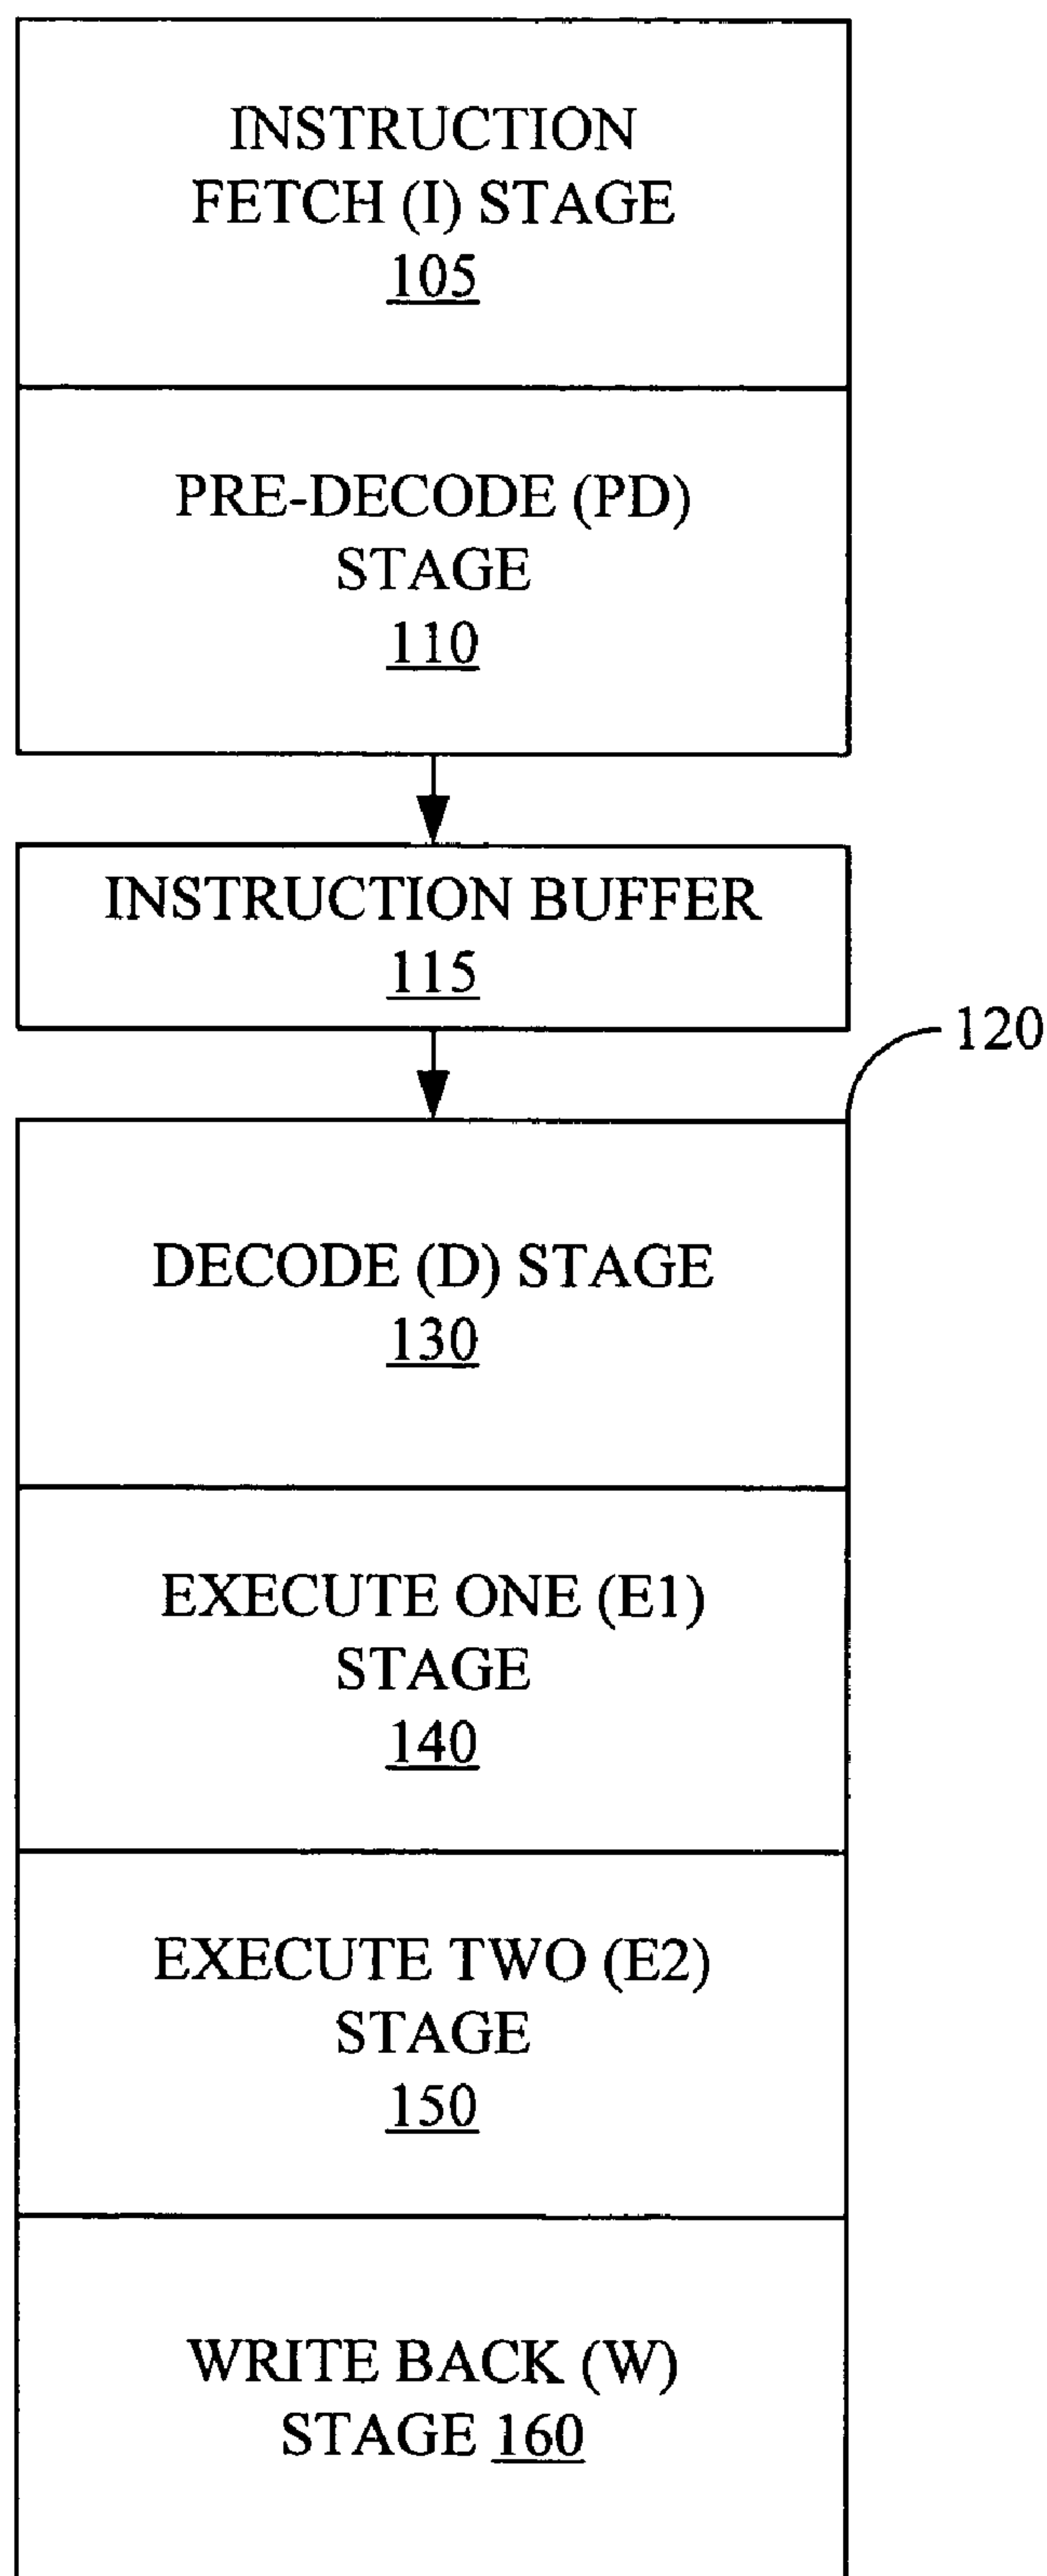 INSTRUCTION
FETCH (I) STAGE
105
PRE-DECODE (PD)
STAGE
110
INSTRUCTION BUFFER
115
120
DECODE (D) STAGE
130
EXECUTE ONE (E1)
STAGE
140
EXECUTE TWO (E2)
STAGE
150
WRITE BACK (W)
STAGE 160